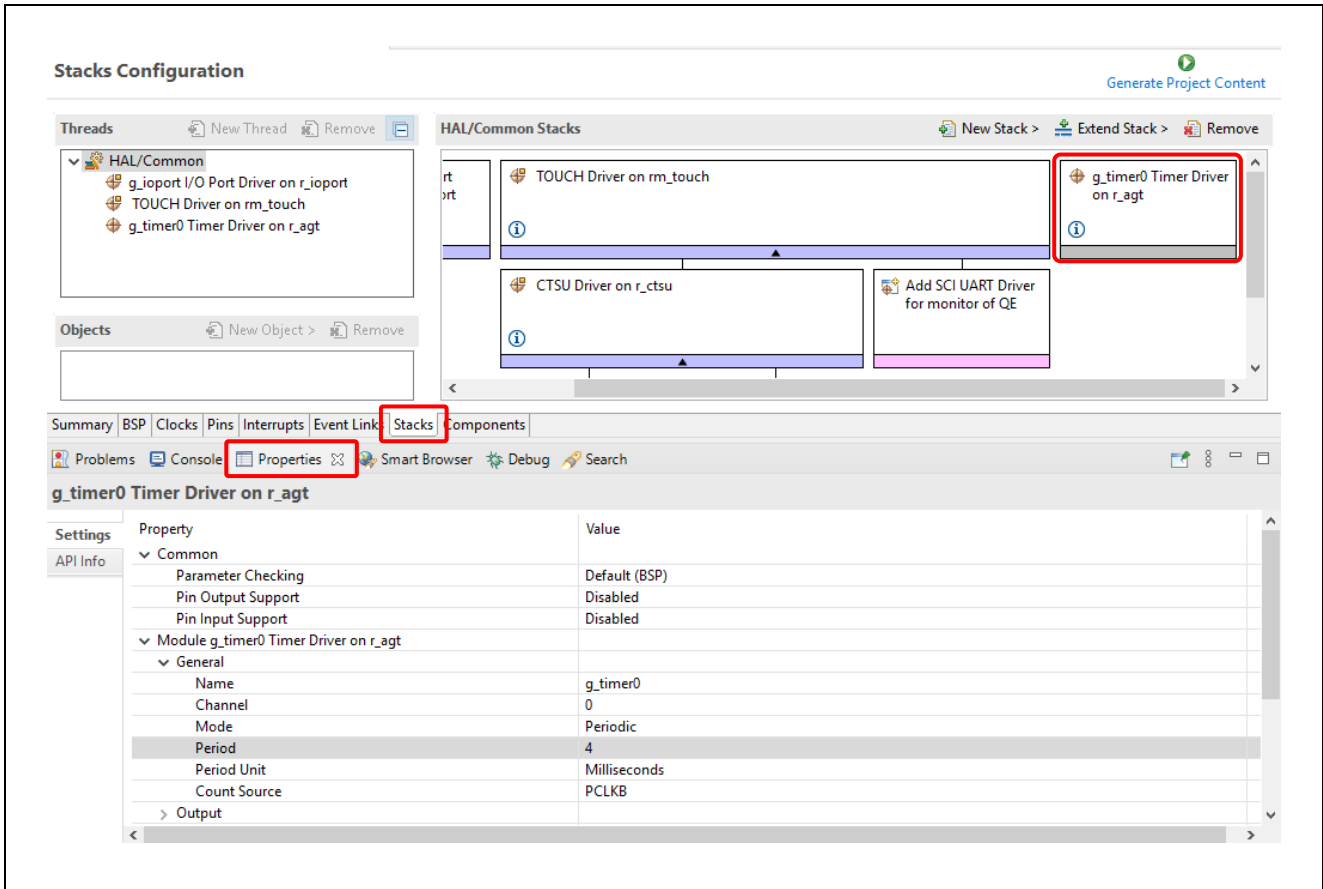 Stacks Configuration
Generate Project Content
Threads
New Thread
Remove
HAL/Common
g_ioport I/O Port Driver on r_ioport
TOUCH Driver on rm_touch
g_timer0 Timer Driver on r_agt
Objects
New Object >
Remove
HAL/Common Stacks
New Stack >
Extend Stack >
Remove
rt
ort
TOUCH Driver on rm_touch
g_timer0 Timer Driver
on r_agt
CTSU Driver on r_ctsu
Add SCI UART Driver
for monitor of QE
Summary BSP Clocks Pins Interrupts Event Links Stacks Components
Problems Console Properties Smart Browser Debug Search
g_timer0 Timer Driver on r_agt
Settings
API Info
Property Value
Common
Parameter Checking Default (BSP)
Pin Output Support Disabled
Pin Input Support Disabled
Module g_timer0 Timer Driver on r_agt
General
Name g_timer0
Channel 0
Mode Periodic
Period 4
Period Unit Milliseconds
Count Source PCLKB
Output